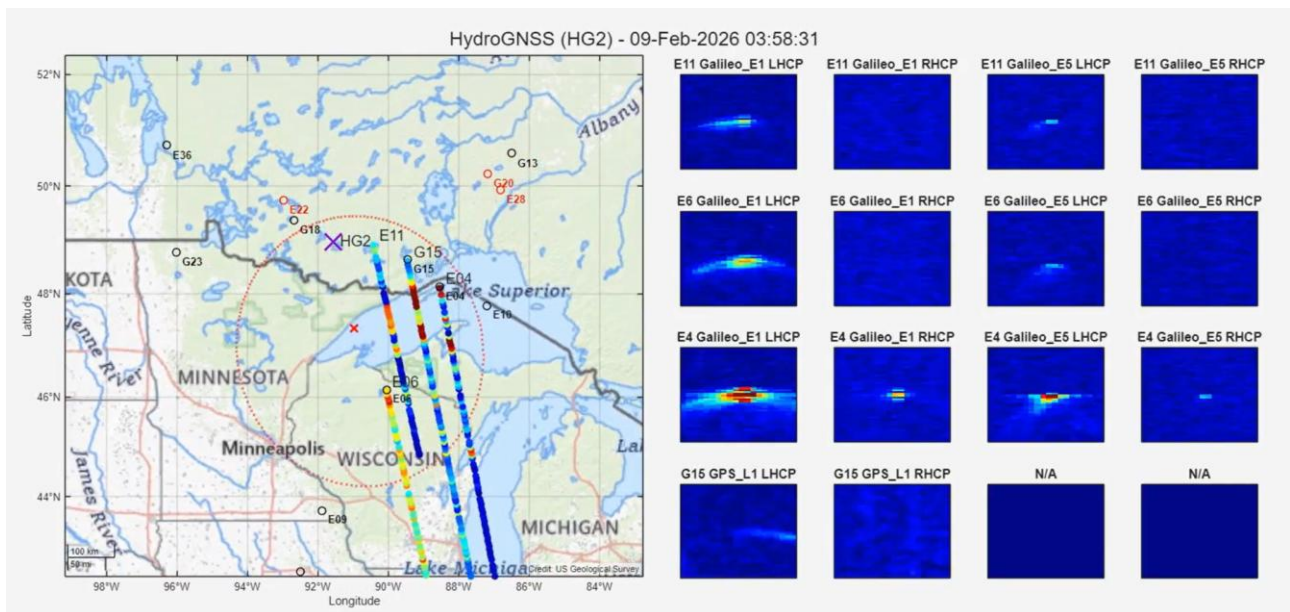 HydroGNSS (HG2) - 09-Feb-2026 03:58:31
52°N
50°N
48°N
46°N
44°N
Latitude
98°W 96°W 94°W 92°W 90°W 88°W 86°W 84°W
Longitude
Albany
E36
G13
G20
E28
E22
G18
HG2
E11
G15
G15
G23
KOTA
E04
E04
Lake Superior
E10
MINNESOTA
E06
E06
Minneapolis
WISCONSIN
James River
E09
MICHIGAN
100 km
50 mi
Credit: US Geological Survey
E11 Galileo_E1 LHCP E11 Galileo_E1 RHCP E11 Galileo_E5 LHCP E11 Galileo_E5 RHCP
E6 Galileo_E1 LHCP E6 Galileo_E1 RHCP E6 Galileo_E5 LHCP E6 Galileo_E5 RHCP
E4 Galileo_E1 LHCP E4 Galileo_E1 RHCP E4 Galileo_E5 LHCP E4 Galileo_E5 RHCP
G15 GPS_L1 LHCP G15 GPS_L1 RHCP N/A N/A